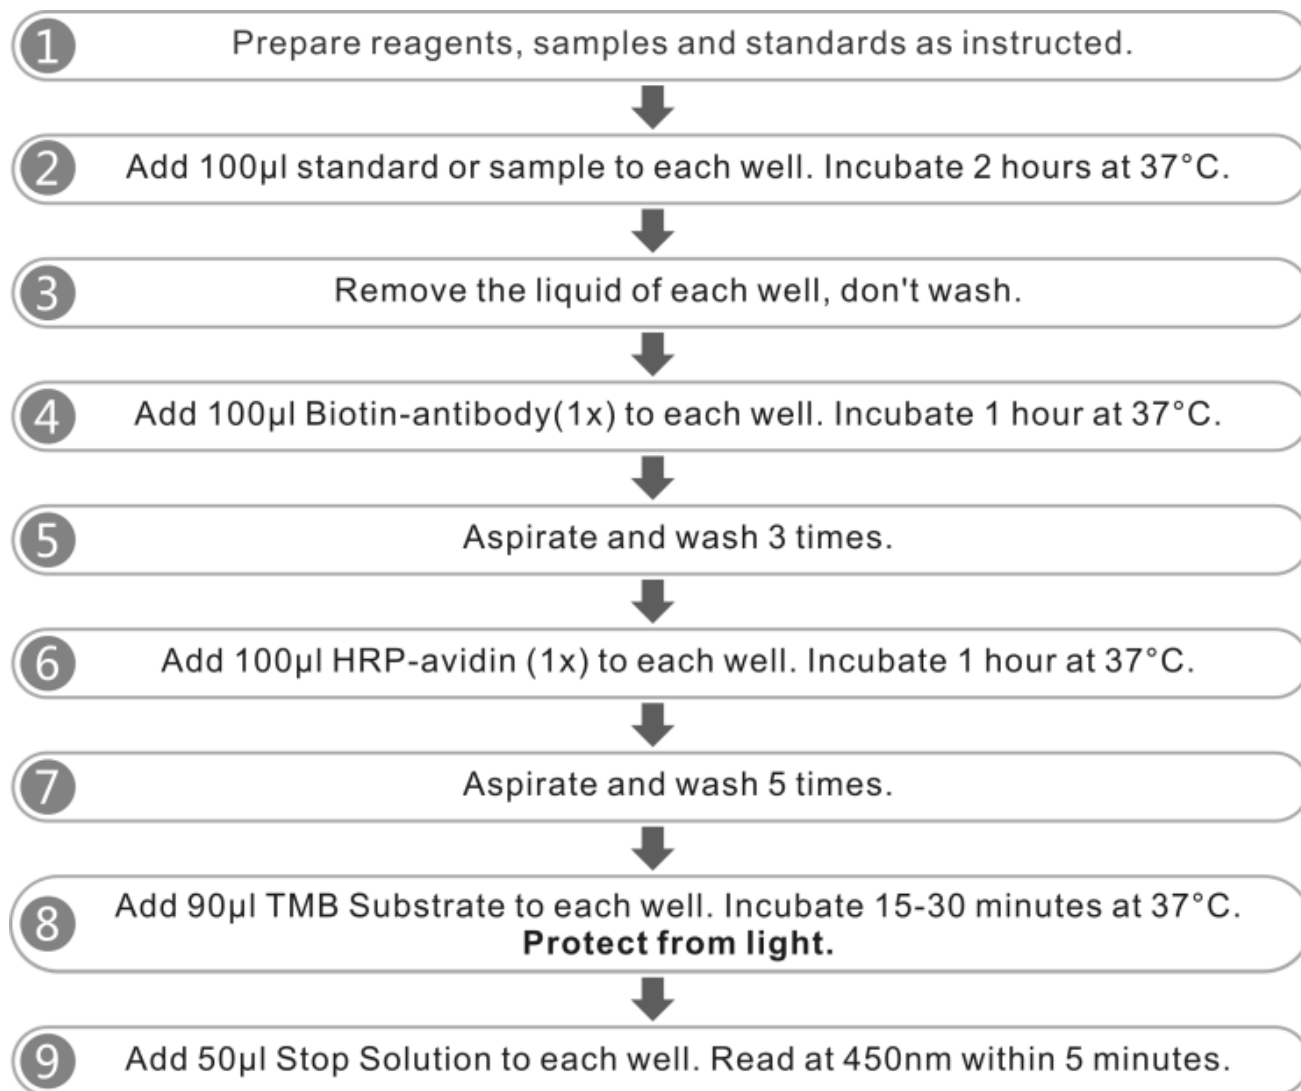 1 Prepare reagents, samples and standards as instructed.
2 Add 100μl standard or sample to each well. Incubate 2 hours at 37°C.
3 Remove the liquid of each well, don't wash.
4 Add 100μl Biotin-antibody(1x) to each well. Incubate 1 hour at 37°C.
5 Aspirate and wash 3 times.
6 Add 100μl HRP-avidin (1x) to each well. Incubate 1 hour at 37°C.
7 Aspirate and wash 5 times.
8 Add 90μl TMB Substrate to each well. Incubate 15-30 minutes at 37°C.
Protect from light.
9 Add 50μl Stop Solution to each well. Read at 450nm within 5 minutes.